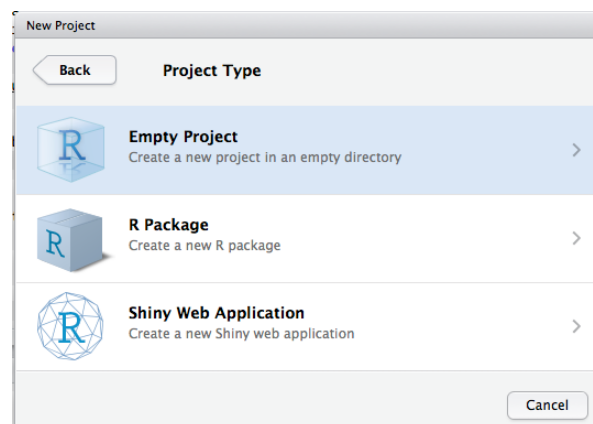 New Project
Back
Project Type
R
Empty Project
Create a new project in an empty directory
R
R Package
Create a new R package
R
Shiny Web Application
Create a new Shiny web application
Cancel